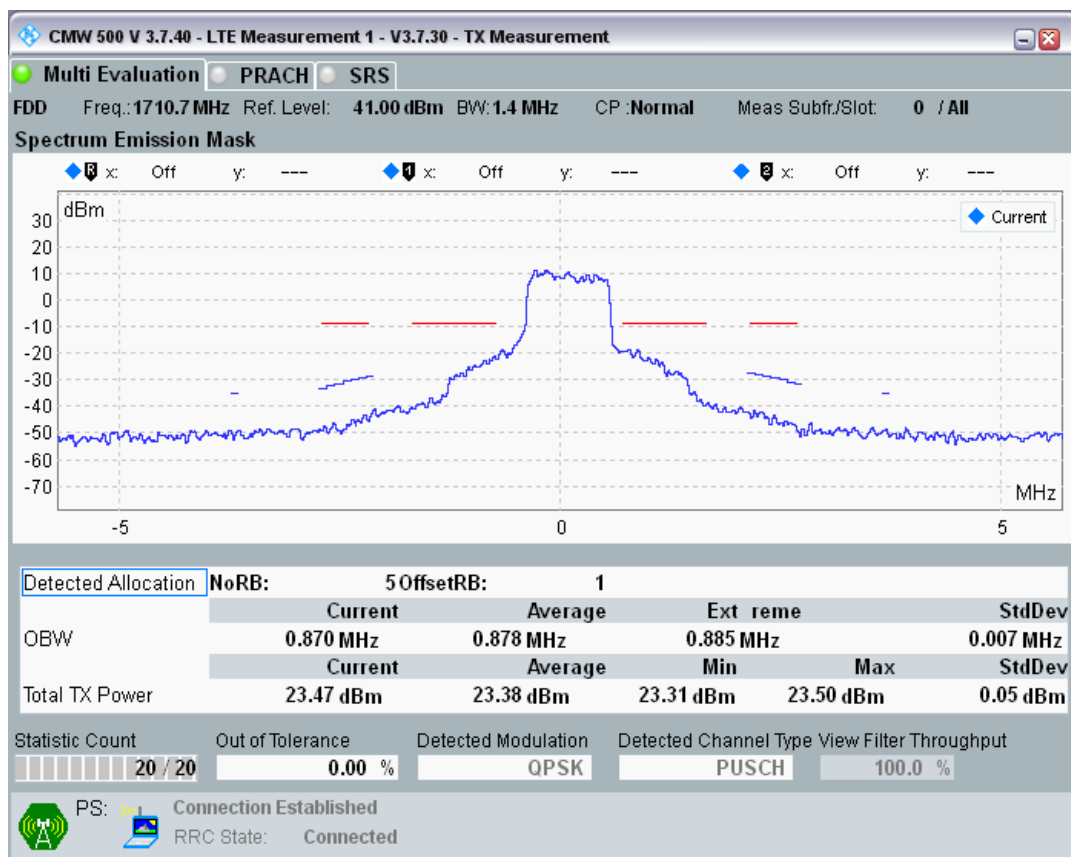 CMW 500 V 3.7.40 - LTE Measurement 1 - V3.7.30 - TX Measurement
Multi Evaluation PRACH SRS
FDD Freq.: 1710.7 MHz Ref. Level: 41.00 dBm BW: 1.4 MHz CP :Normal Meas Subfr./Slot: 0 / All
Spectrum Emission Mask
R x: Off y: --- 1 x: Off y: --- 2 x: Off y: ---
dBm
Current
30
20
10
0
-10
-20
-30
-40
-50
-60
-70
MHz
-5 0 5
Detected Allocation NoRB: 5 OffsetRB: 1
Current Average Ext reme StdDev
OBW 0.870 MHz 0.878 MHz 0.885 MHz 0.007 MHz
Current Average Min Max StdDev
Total TX Power 23.47 dBm 23.38 dBm 23.31 dBm 23.50 dBm 0.05 dBm
Statistic Count Out of Tolerance Detected Modulation Detected Channel Type View Filter Throughput
20 / 20 0.00 % QPSK PUSCH 100.0 %
PS: Connection Established
RRC State: Connected